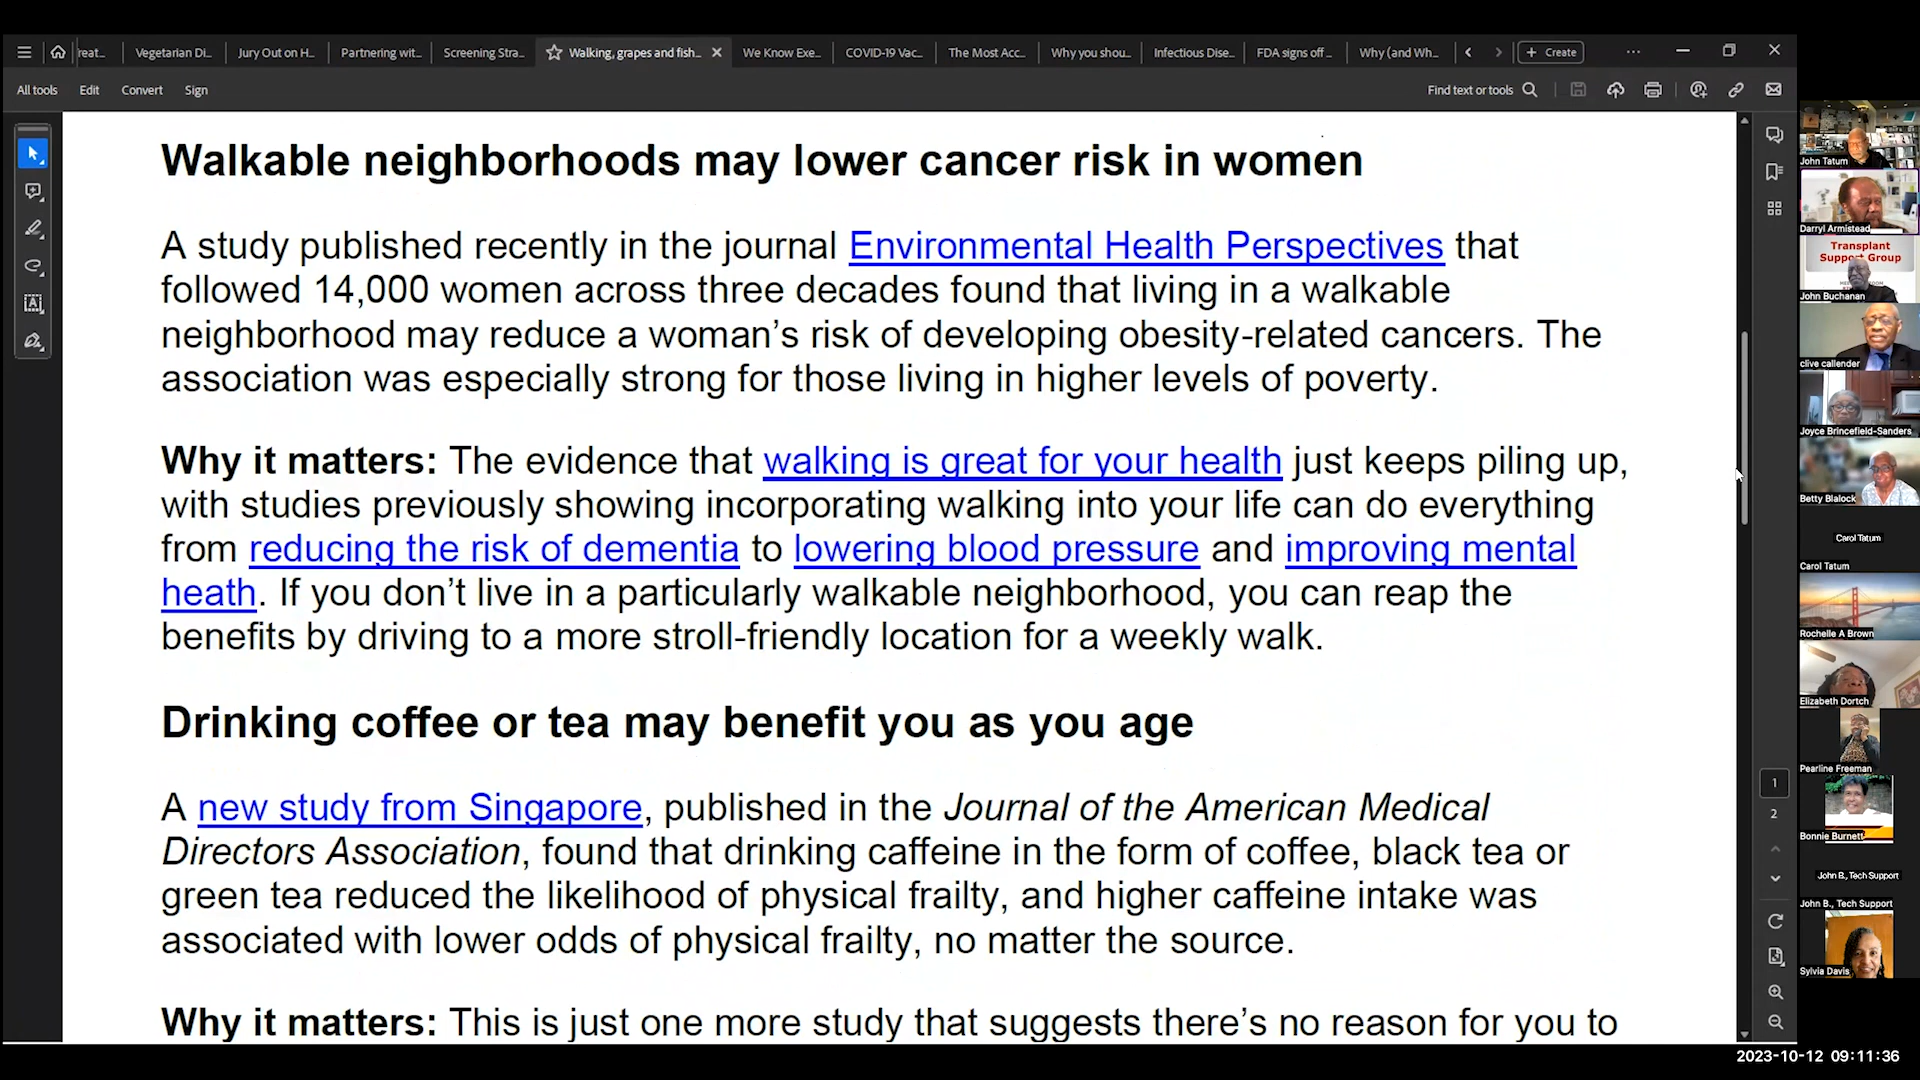 reat...
Vegetarian Di...
Jury Out on H...
Partnering wit...
Screening Stra...
Walking, grapes and fish...
We Know Exe...
COVID-19 Vac...
The Most Acc...
Why you shou...
Infectious Dise...
FDA signs off ...
Why (and Wh...
Create
All tools
Edit
Convert
Sign
Find text or tools
Walkable neighborhoods may lower cancer risk in women
A study published recently in the journal Environmental Health Perspectives that
followed 14,000 women across three decades found that living in a walkable
neighborhood may reduce a woman’s risk of developing obesity-related cancers. The
association was especially strong for those living in higher levels of poverty.
Why it matters: The evidence that walking is great for your health just keeps piling up,
with studies previously showing incorporating walking into your life can do everything
from reducing the risk of dementia to lowering blood pressure and improving mental
heath. If you don’t live in a particularly walkable neighborhood, you can reap the
benefits by driving to a more stroll-friendly location for a weekly walk.
Drinking coffee or tea may benefit you as you age
A new study from Singapore, published in the Journal of the American Medical
Directors Association, found that drinking caffeine in the form of coffee, black tea or
green tea reduced the likelihood of physical frailty, and higher caffeine intake was
associated with lower odds of physical frailty, no matter the source.
Why it matters: This is just one more study that suggests there’s no reason for you to
1
2
John Tatum
Darryl Armistead
Transplant
Support Group
John Buchanan
clive callender
Joyce Brincefield-Sanders
Betty Blalock
Carol Tatum
Carol Tatum
Rochelle A Brown
Elizabeth Dortch
Pearline Freeman
Bonnie Burnett
John B., Tech Support
John B., Tech Support
Sylvia Davis
2023-10-12 09:11:36